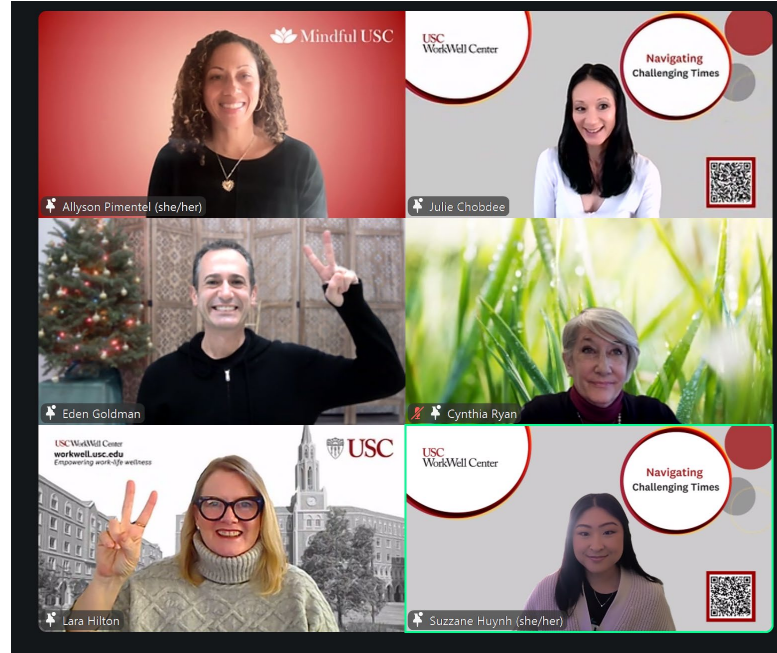 Mindful USC
Allyson Pimentel (she/her)
USC
WorkWell Center
Navigating
Challenging Times
Julie Chobdee
Eden Goldman
Cynthia Ryan
USC WorkWell Center
workwell.usc.edu
Empowering work-life wellness
USC
Lara Hilton
USC
WorkWell Center
Navigating
Challenging Times
Suzzane Huynh (she/her)